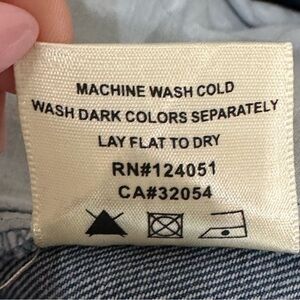 MACHINE WASH COLD
WASH DARK COLORS SEPARATELY
LAY FLAT TO DRY
RN#124051
CA#32054